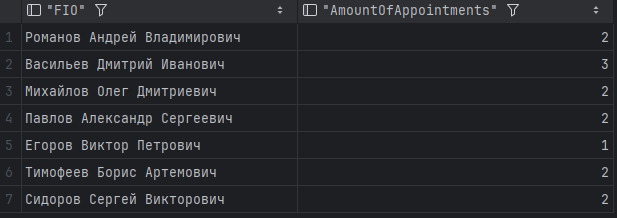 "FIO" "AmountOfAppointments"
1 Романов Андрей Владимирович 2
2 Васильев Дмитрий Иванович 3
3 Михайлов Олег Дмитриевич 2
4 Павлов Александр Сергеевич 2
5 Егоров Виктор Петрович 1
6 Тимофеев Борис Артемович 2
7 Сидоров Сергей Викторович 2